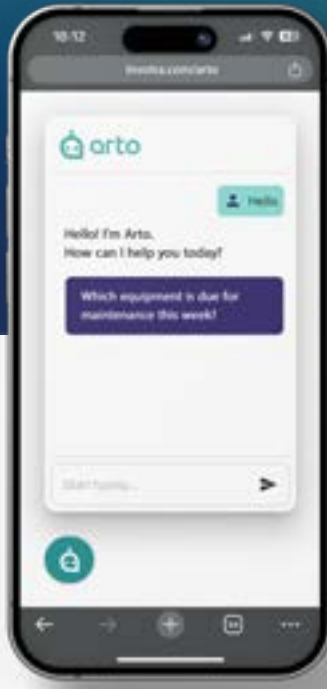 18:12
arto
Hello
Hello! I'm Arto.
How can I help you today?
Which equipment is due for
maintenance this week?
Start typing...